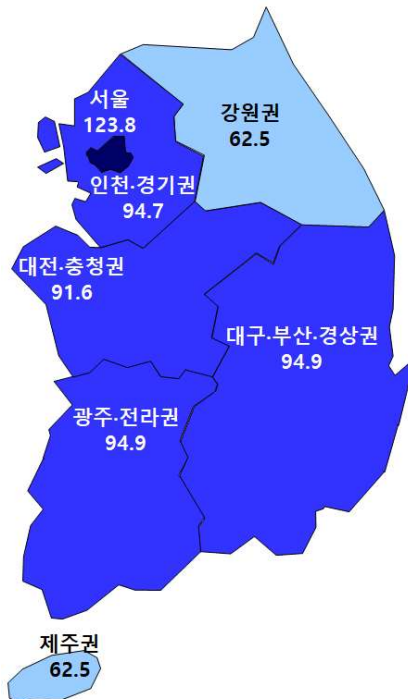 서울
123.8
강원권
62.5
인천·경기권
94.7
대전·충청권
91.6
대구·부산·경상권
94.9
광주·전라권
94.9
제주권
62.5